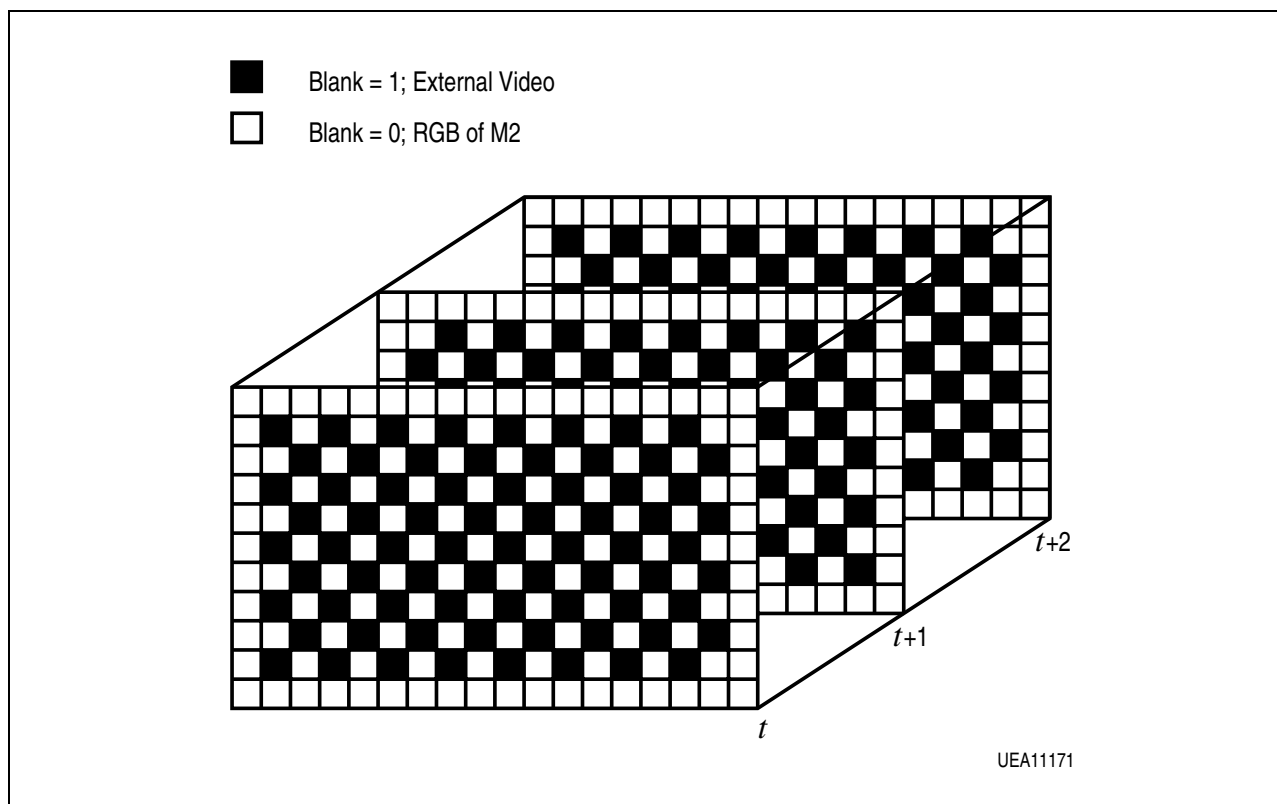 Blank = 1; External Video
Blank = 0; RGB of M2
t+2
t+1
t
UEA11171